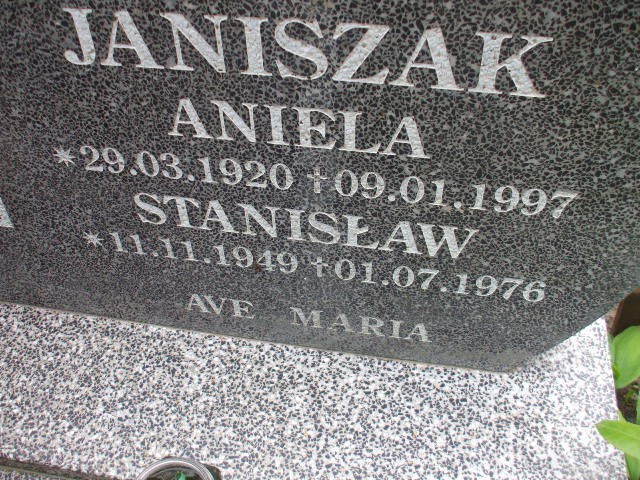 JANISZAK
ANIELA
*29.03.1920 †09.01.1997
STANISŁAW
*11.11.1949 †01.07.1976
AVE MARIA